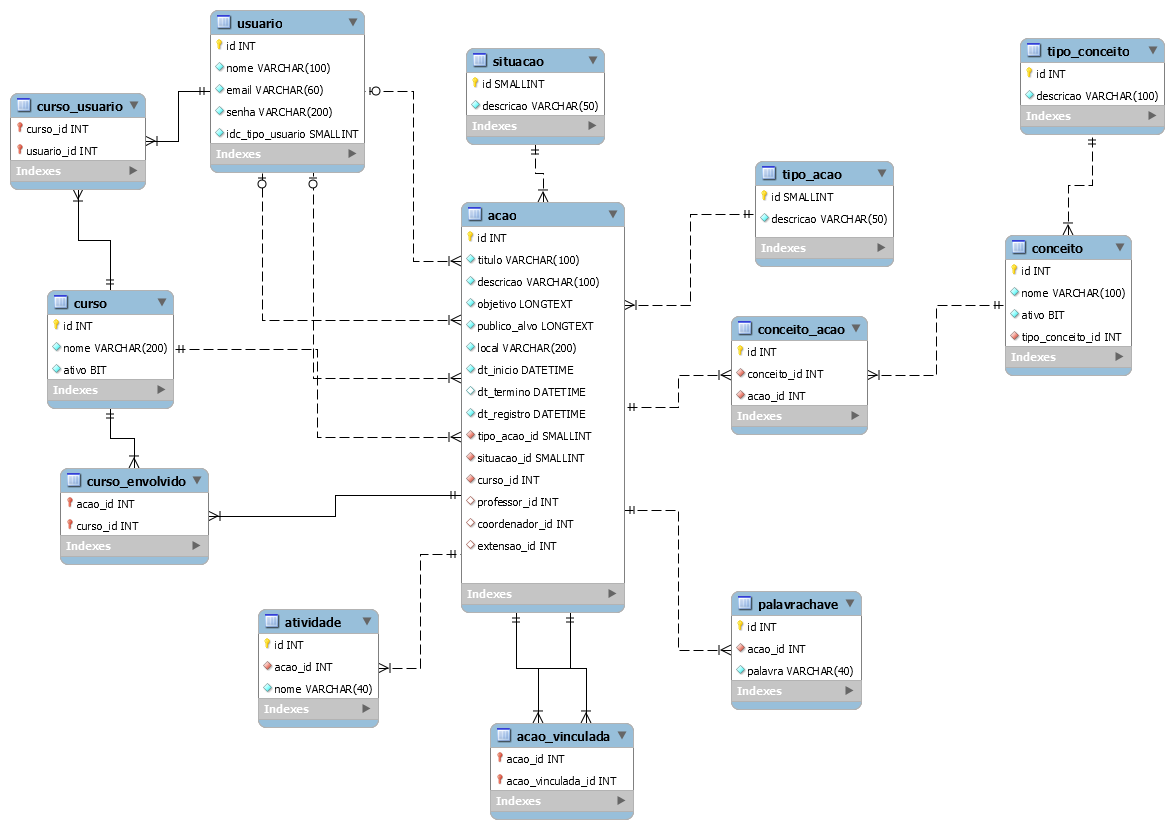 usuario
id INT
nome VARCHAR(100)
email VARCHAR(60)
senha VARCHAR(200)
idc_tipo_usuario SMALLINT
Indexes
situacao
id SMALLINT
descricao VARCHAR(50)
Indexes
tipo_conceito
id INT
descricao VARCHAR(100)
Indexes
curso_usuario
curso_id INT
usuario_id INT
Indexes
tipo_acao
id SMALLINT
descricao VARCHAR(50)
Indexes
acao
id INT
titulo VARCHAR(100)
descricao VARCHAR(100)
objetivo LONGTEXT
publico_alvo LONGTEXT
local VARCHAR(200)
dt_inicio DATETIME
dt_termino DATETIME
dt_registro DATETIME
tipo_acao_id SMALLINT
situacao_id SMALLINT
curso_id INT
professor_id INT
coordenador_id INT
extensao_id INT
Indexes
conceito
id INT
nome VARCHAR(100)
ativo BIT
tipo_conceito_id INT
Indexes
curso
id INT
nome VARCHAR(200)
ativo BIT
Indexes
conceito_acao
id INT
conceito_id INT
acao_id INT
Indexes
curso_envolvido
acao_id INT
curso_id INT
Indexes
atividade
id INT
acao_id INT
nome VARCHAR(40)
Indexes
palavrachave
id INT
acao_id INT
palavra VARCHAR(40)
Indexes
acao_vinculada
acao_id INT
acao_vinculada_id INT
Indexes